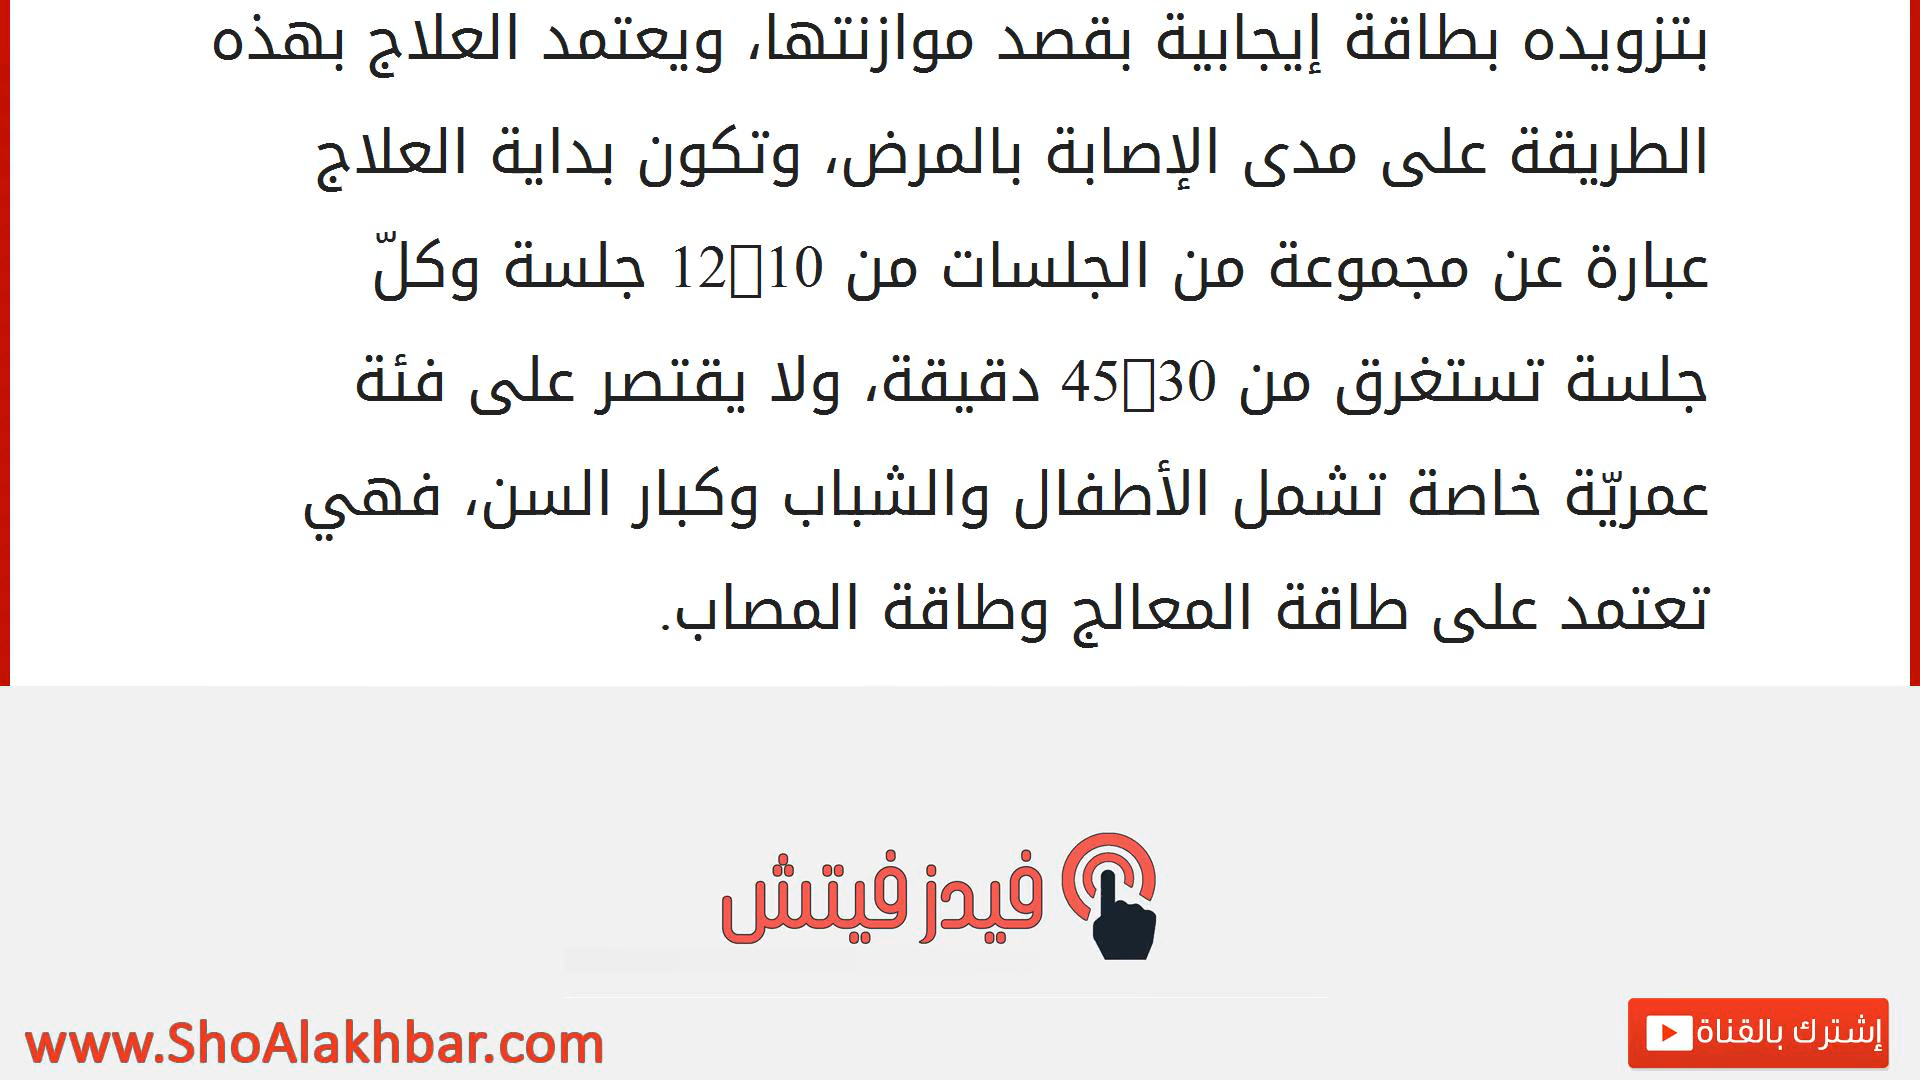 بتزويده بطاقة إيجابية بقصد موازنتها، ويعتمد العلاج بهذه
الطريقة على مدى الإصابة بالمرض، وتكون بداية العلاج
عبارة عن مجموعة من الجلسات من 10▯12 جلسة وكلّ
جلسة تستغرق من 30▯45 دقيقة، ولا يقتصر على فئة
عمريّة خاصة تشمل الأطفال والشباب وكبار السن، فهي
تعتمد على طاقة المعالج وطاقة المصاب.
فيدز فيتش
www.ShoAlakhbar.com
إشترك بالقناة